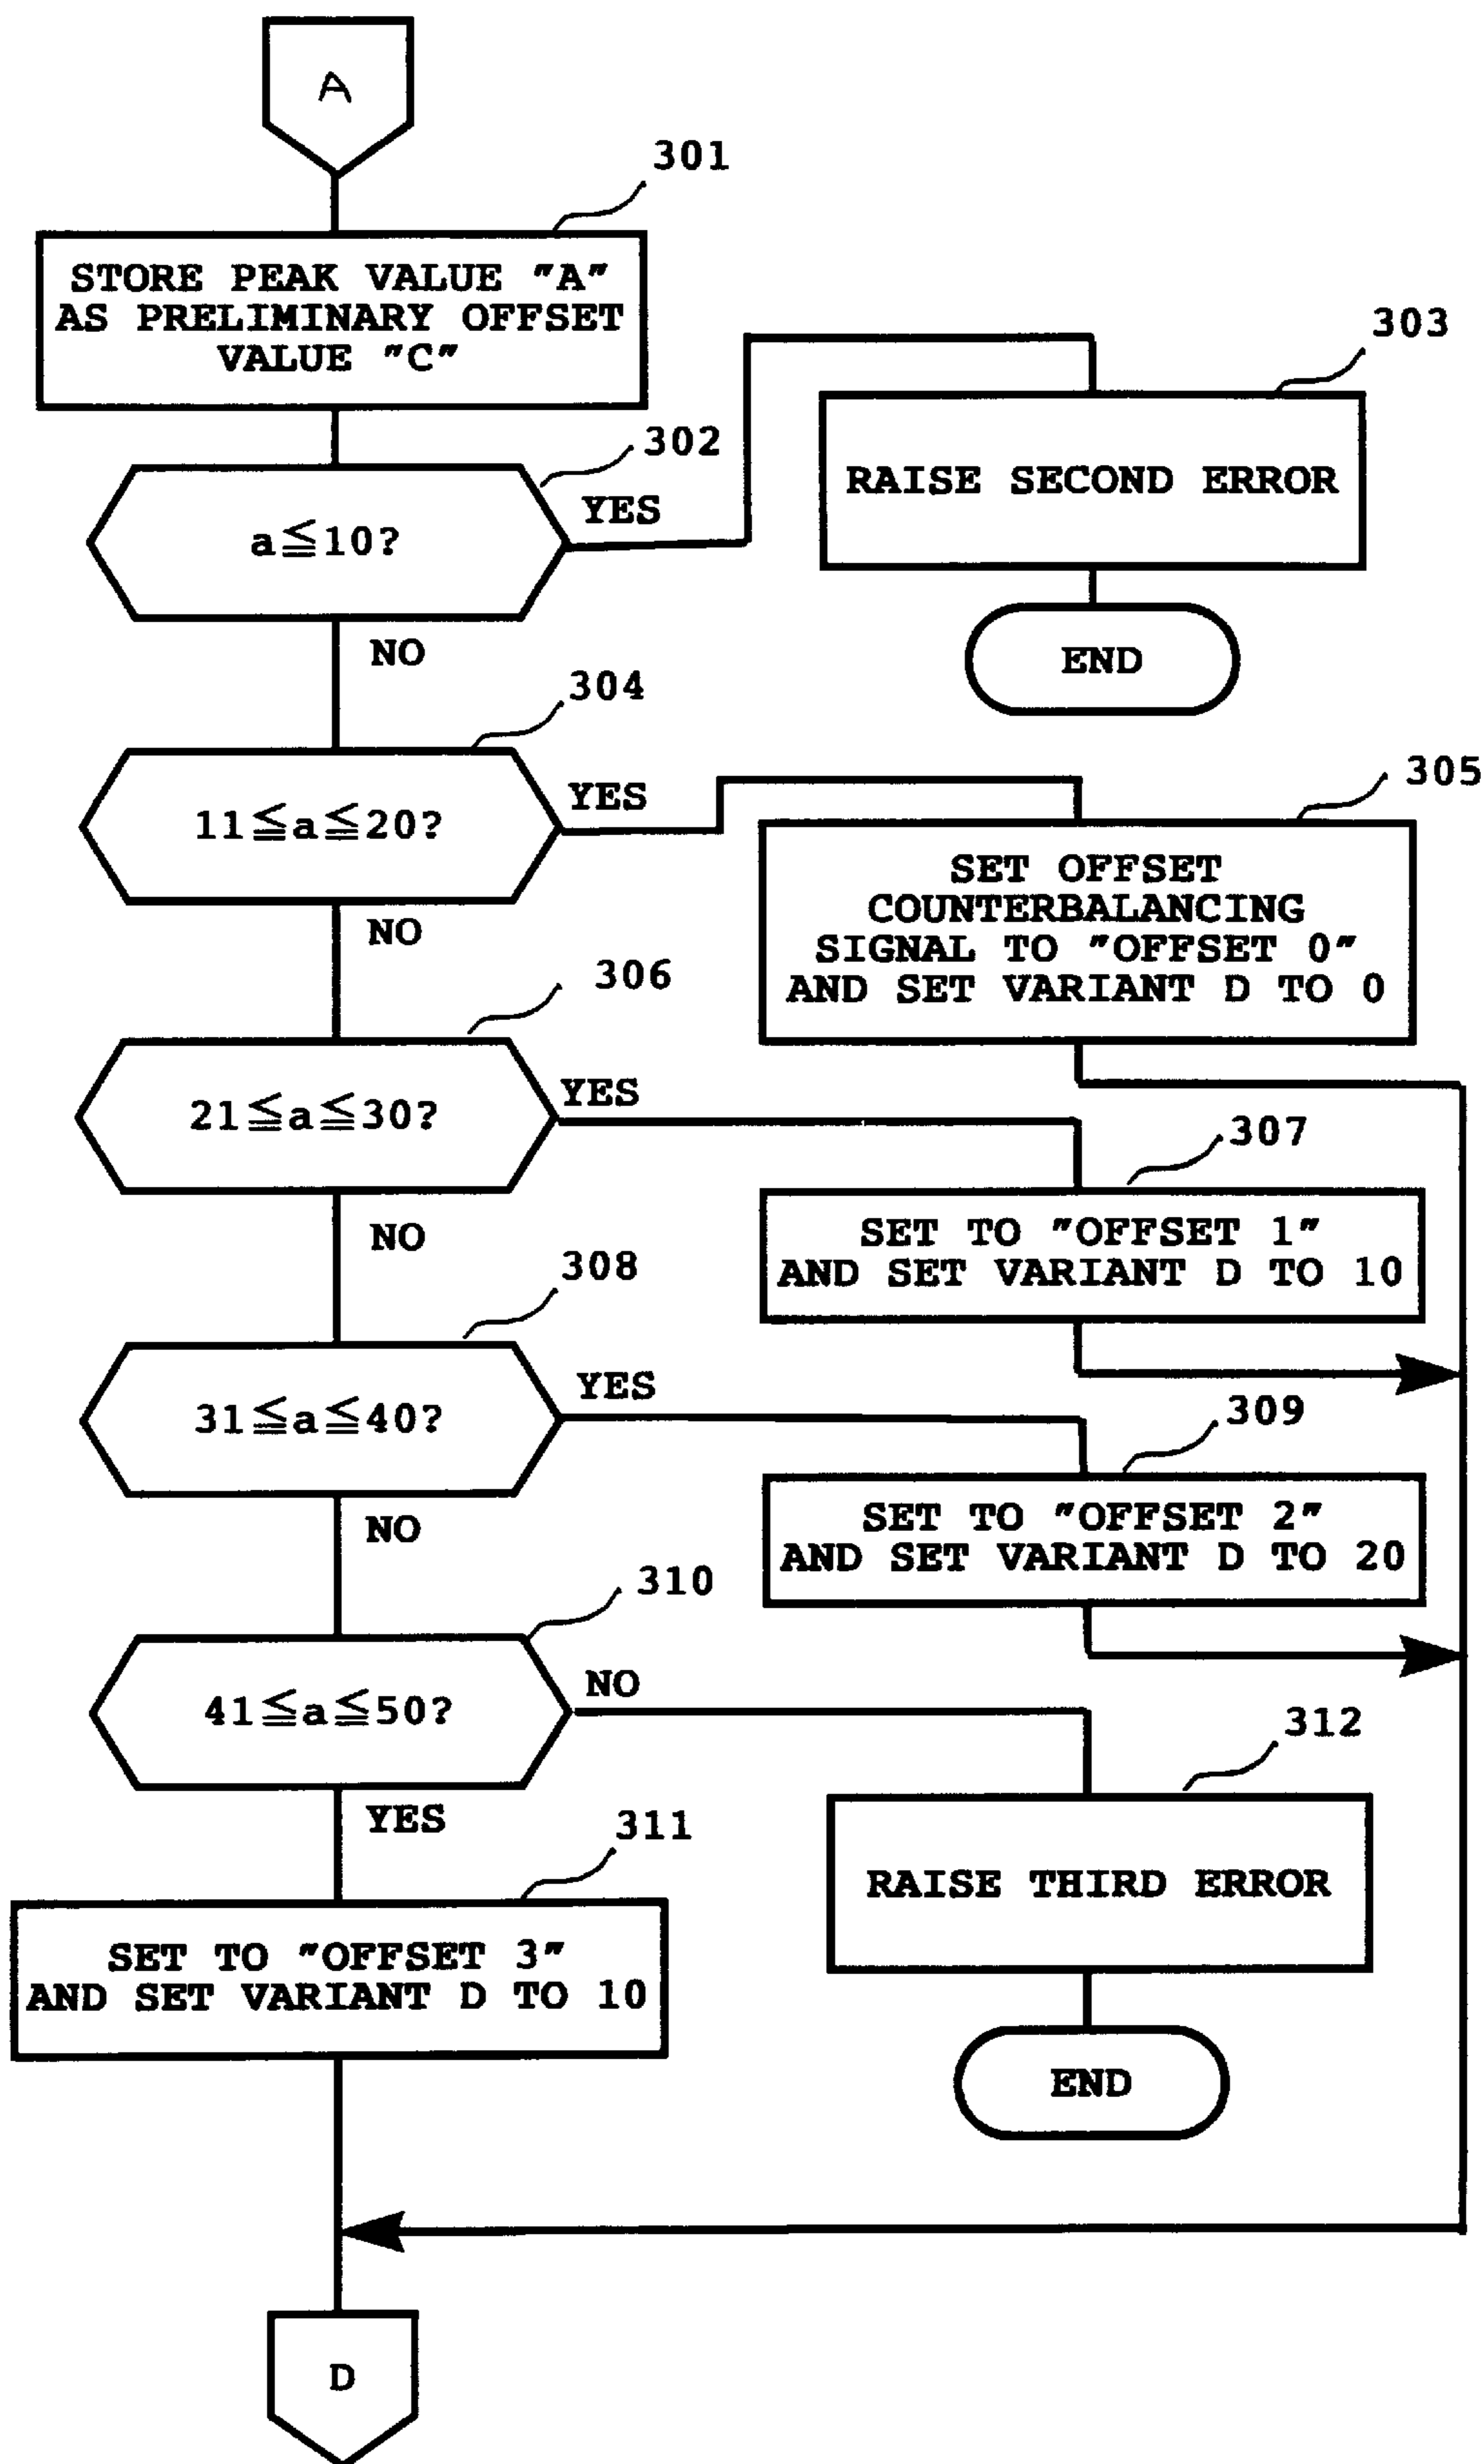 A
301
STORE PEAK VALUE "A"
AS PRELIMINARY OFFSET
VALUE "C"
303
302
RAISE SECOND ERROR
YES
a≦10?
NO
END
304
305
YES
11≦a≦20?
SET OFFSET
COUNTERBALANCING
SIGNAL TO "OFFSET 0"
AND SET VARIANT D TO 0
NO
306
YES
21≦a≦30?
307
SET TO "OFFSET 1"
AND SET VARIANT D TO 10
NO
308
YES
31≦a≦40?
309
SET TO "OFFSET 2"
AND SET VARIANT D TO 20
NO
310
NO
41≦a≦50?
312
YES
311
RAISE THIRD ERROR
SET TO "OFFSET 3"
AND SET VARIANT D TO 10
END
D